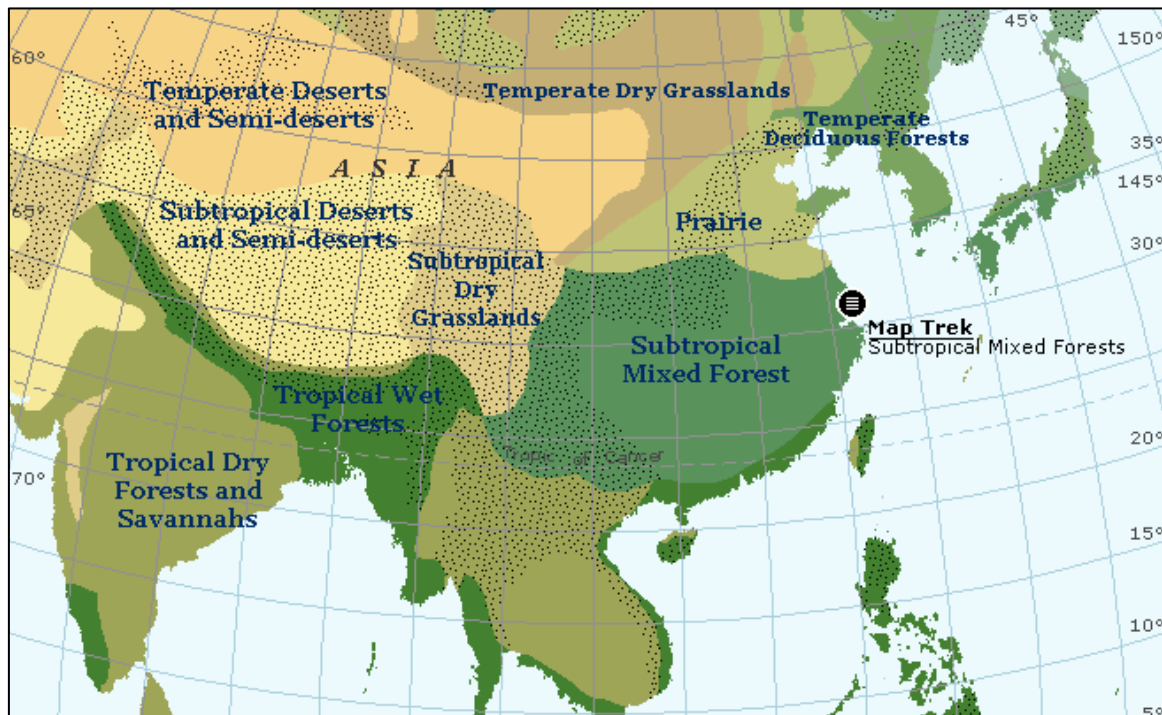 45°
150°
60°
Temperate Deserts
and Semi-deserts
Temperate Dry Grasslands
Temperate
Deciduous Forests
35°
ASIA
145°
65°
Subtropical Deserts
and Semi-deserts
Prairie
30°
Subtropical
Dry
Grasslands
Map Trek
Subtropical Mixed Forests
Subtropical
Mixed Forest
Tropical Wet
Forests
20°
Tropic of Cancer
Tropical Dry
Forests and
Savannahs
70°
15°
10°
5°